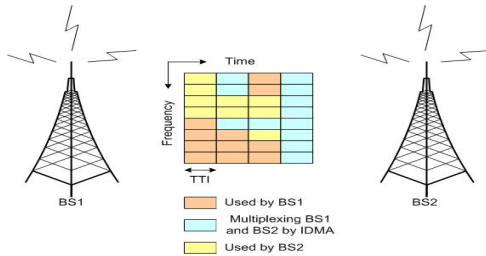 Time
Frequency
TTI
BS1
BS2
Used by BS1
Multiplexing BS1
and BS2 by IDMA
Used by BS2